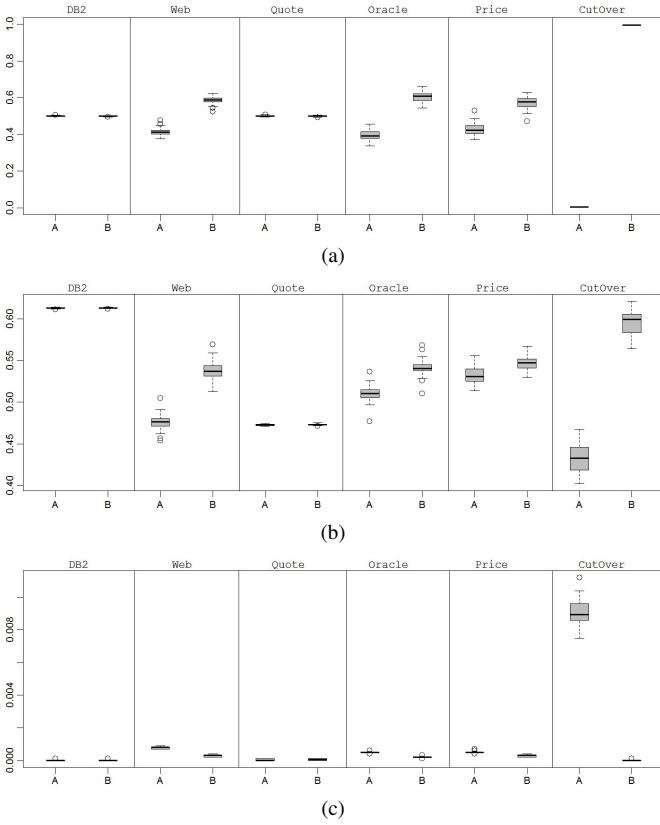 DB2 Web Quote Oracle Price CutOver
1.0
0.8
0.6
0.4
0.2
0.0
A B A B A B A B A B A B
(a)
DB2 Web Quote Oracle Price CutOver
0.60
0.55
0.50
0.45
0.40
A B A B A B A B A B A B
(b)
DB2 Web Quote Oracle Price CutOver
0.008
0.004
0.000
A B A B A B A B A B A B
(c)